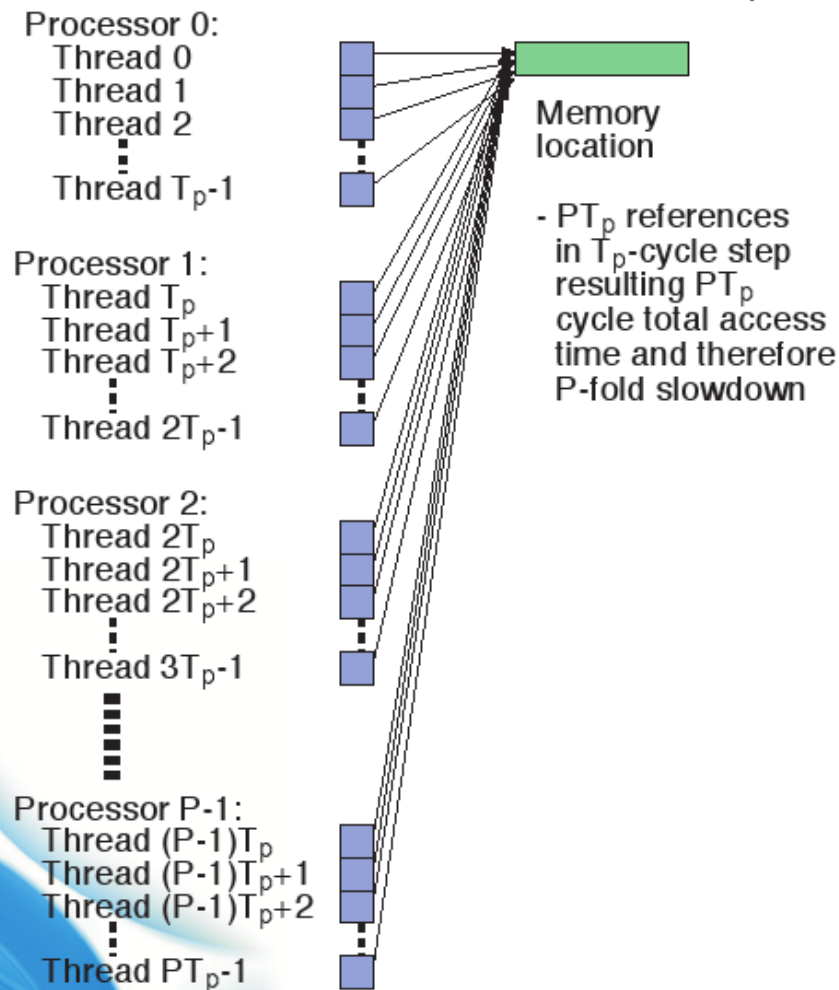 Processor 0:
Thread 0
Thread 1
Thread 2
Thread Tp-1
Processor 1:
Thread Tp
Thread Tp+1
Thread Tp+2
Thread 2Tp-1
Processor 2:
Thread 2Tp
Thread 2Tp+1
Thread 2Tp+2
Thread 3Tp-1
Processor P-1:
Thread (P-1)Tp
Thread (P-1)Tp+1
Thread (P-1)Tp+2
Thread PTp-1
Memory
location
- PTp references
in Tp-cycle step
resulting PTp
cycle total access
time and therefore
P-fold slowdown